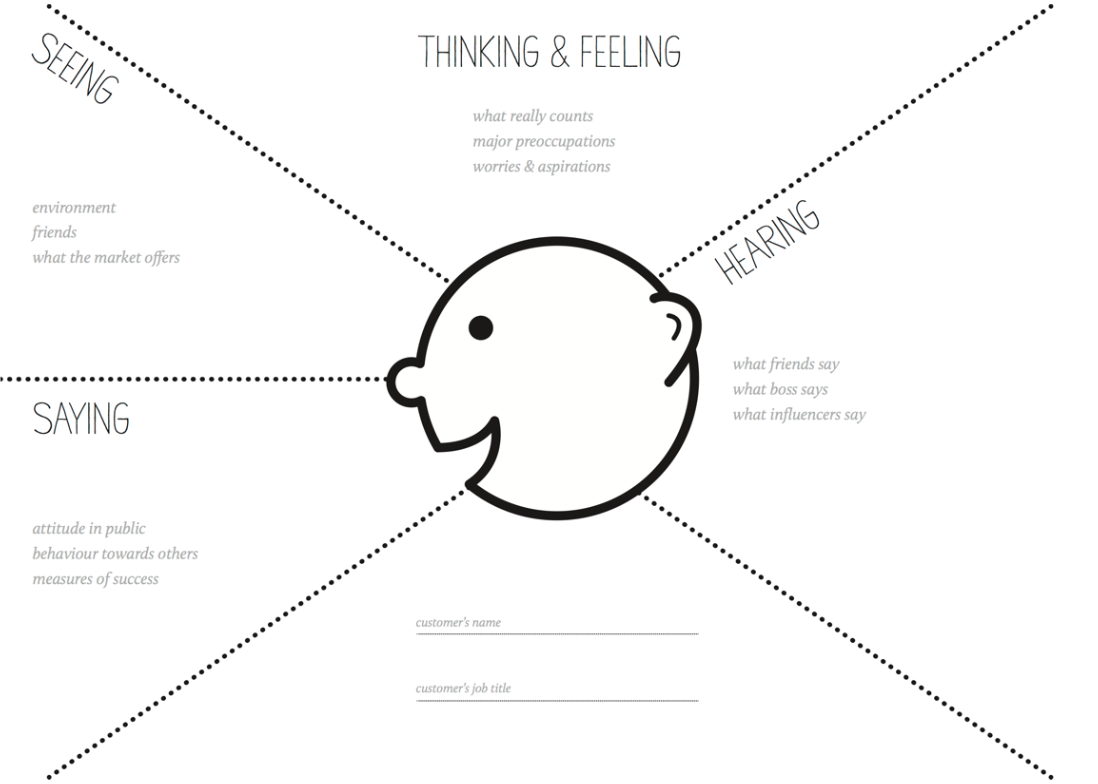 SEEING
THINKING & FEELING
what really counts
major preoccupations
worries & aspirations
environment
friends
what the market offers
HEARING
what friends say
what boss says
what influencers say
SAYING
attitude in public
behaviour towards others
measures of success
customer's name
customer's job title